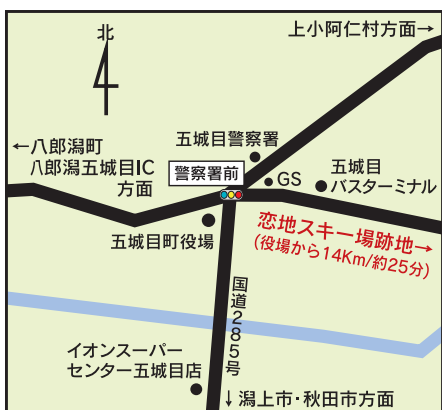 北
上小阿仁村方面→
←八郎潟町
八郎潟五城目IC
方面
五城目警察署
警察署前
GS
五城目
バスターミナル
五城目町役場
恋地スキー場跡地→
(役場から14Km/約25分)
国道285号
イオンスーパー
センター五城目店
↓潟上市・秋田市方面